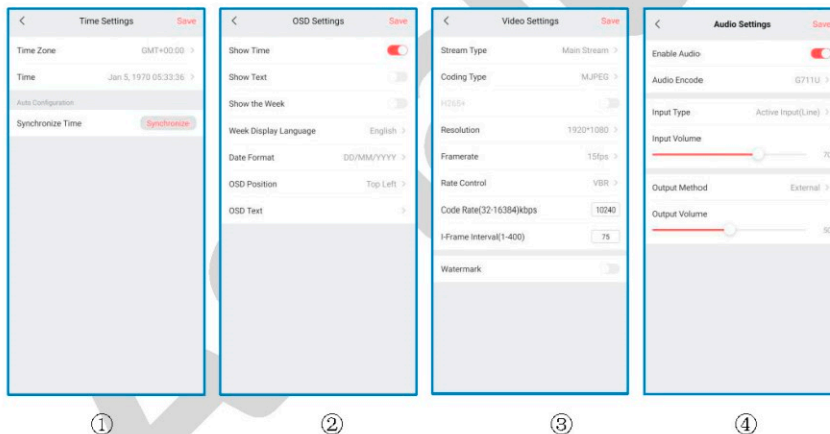 Time Settings
Save
Time Zone
GMT+00:00
Time
Jan 5, 1970 05:33:36
Auto Configuration
Synchronize Time
Synchronize
①
OSD Settings
Save
Show Time
Show Text
Show the Week
Week Display Language
English
Date Format
DD/MM/YYYY
OSD Position
Top Left
OSD Text
②
Video Settings
Save
Stream Type
Main Stream
Coding Type
MJPEG
H265+
Resolution
1920*1080
Framerate
15fps
Rate Control
VBR
Code Rate(32-16384)kbps
10240
I-Frame Interval(1-400)
75
Watermark
③
Audio Settings
Save
Enable Audio
Audio Encode
G711U
Input Type
Active Input(Line)
Input Volume
70
Output Method
External
Output Volume
50
④